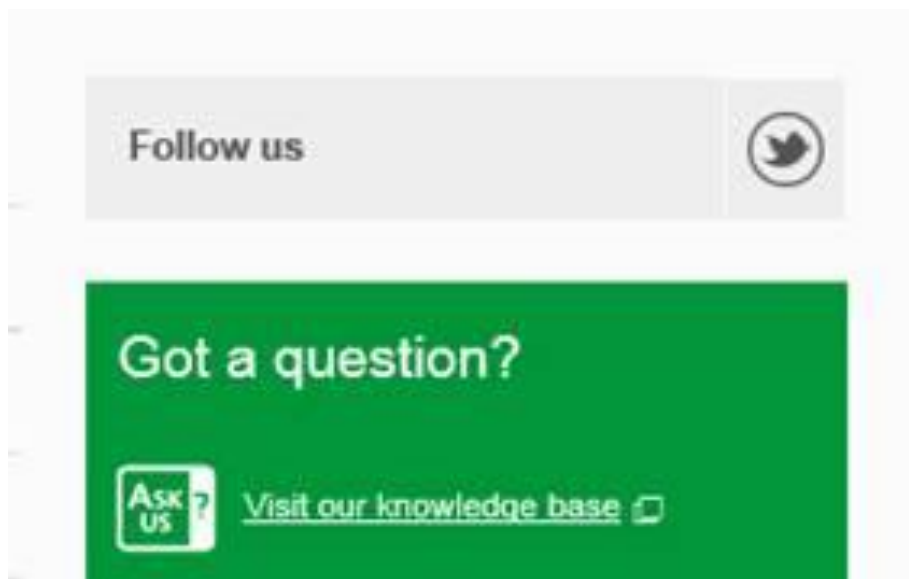 Follow us
Got a question?
ASK
US ?
Visit our knowledge base